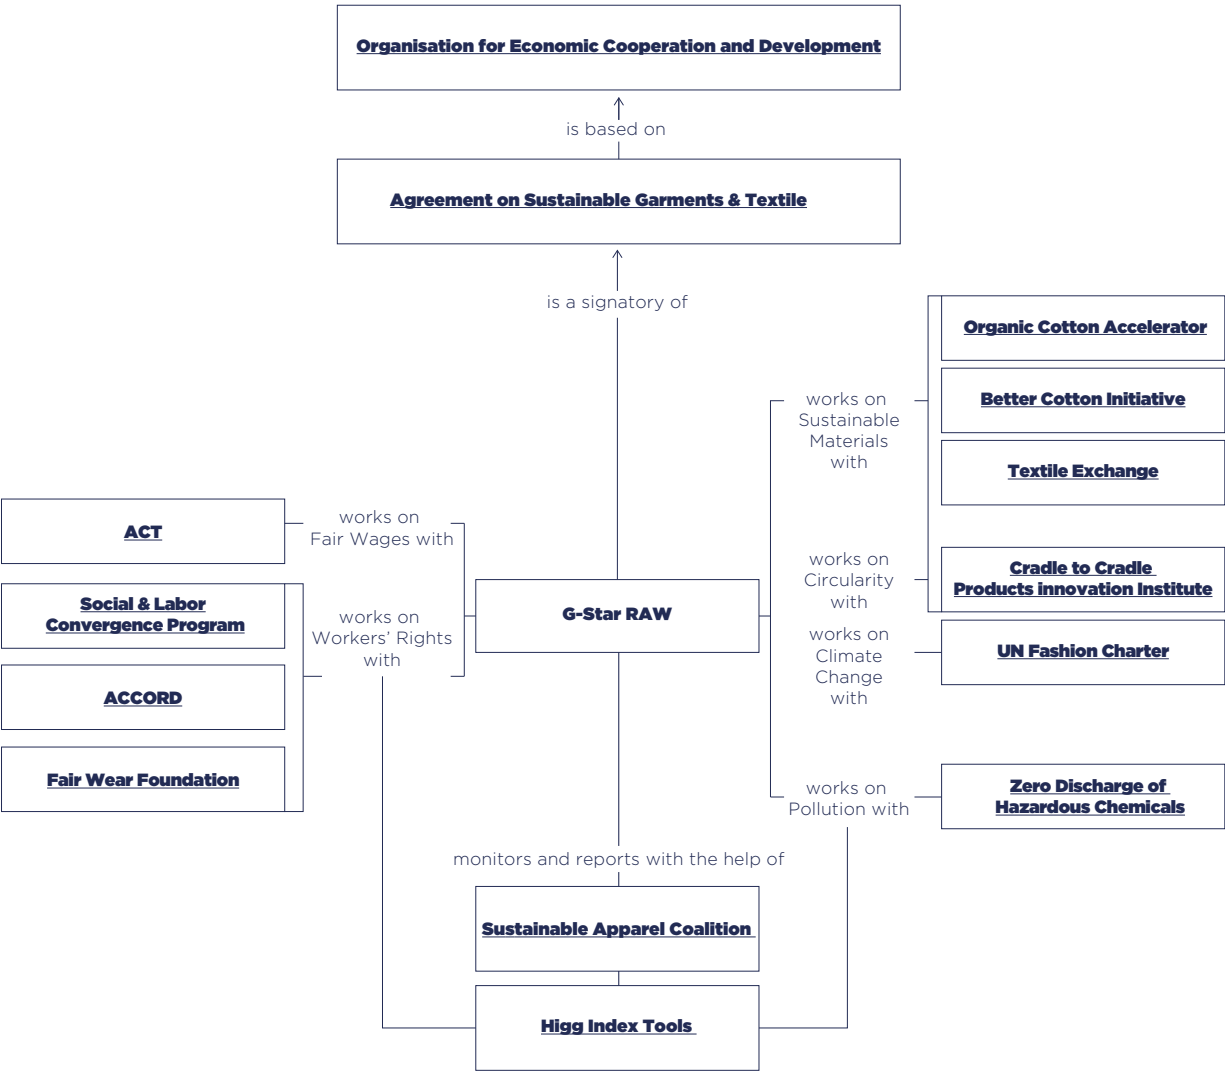 Organisation for Economic Cooperation and Development
is based on
Agreement on Sustainable Garments & Textile
is a signatory of
Organic Cotton Accelerator
works on
Sustainable
Materials
with
Better Cotton Initiative
Textile Exchange
ACT
works on
Fair Wages with
works on
Circularity
with
Cradle to Cradle
Products innovation Institute
Social & Labor
Convergence Program
works on
Workers' Rights
with
G-Star RAW
works on
Climate
Change
with
UN Fashion Charter
ACCORD
Fair Wear Foundation
works on
Pollution with
Zero Discharge of
Hazardous Chemicals
monitors and reports with the help of
Sustainable Apparel Coalition
Higg Index Tools